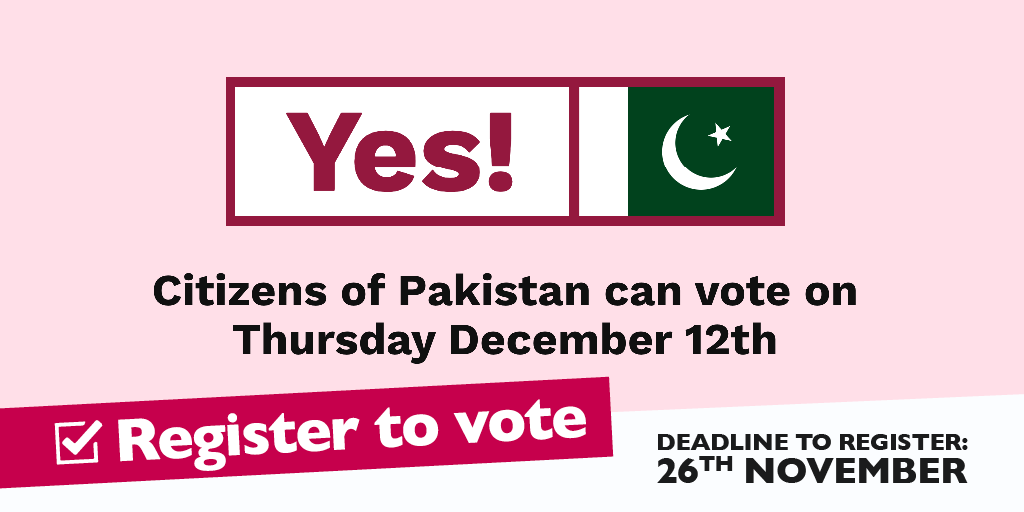 Yes!
Citizens of Pakistan can vote on
Thursday December 12th
Register to vote
DEADLINE TO REGISTER:
26TH NOVEMBER